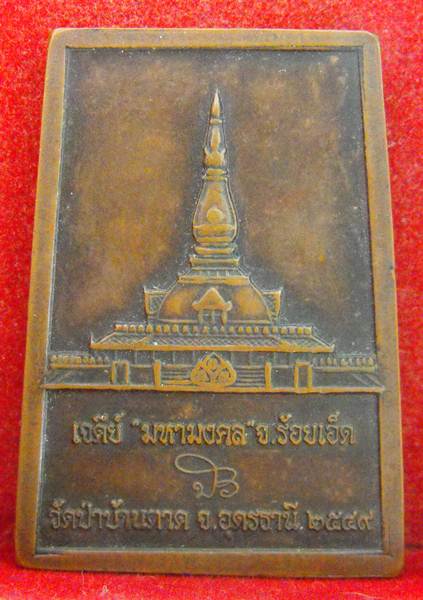 เจดีย์ "มหามงคล" จ.ร้อยเอ็ด
วัดป่าบ้านตาด จ.อุดรธานี.๒๕๔๙